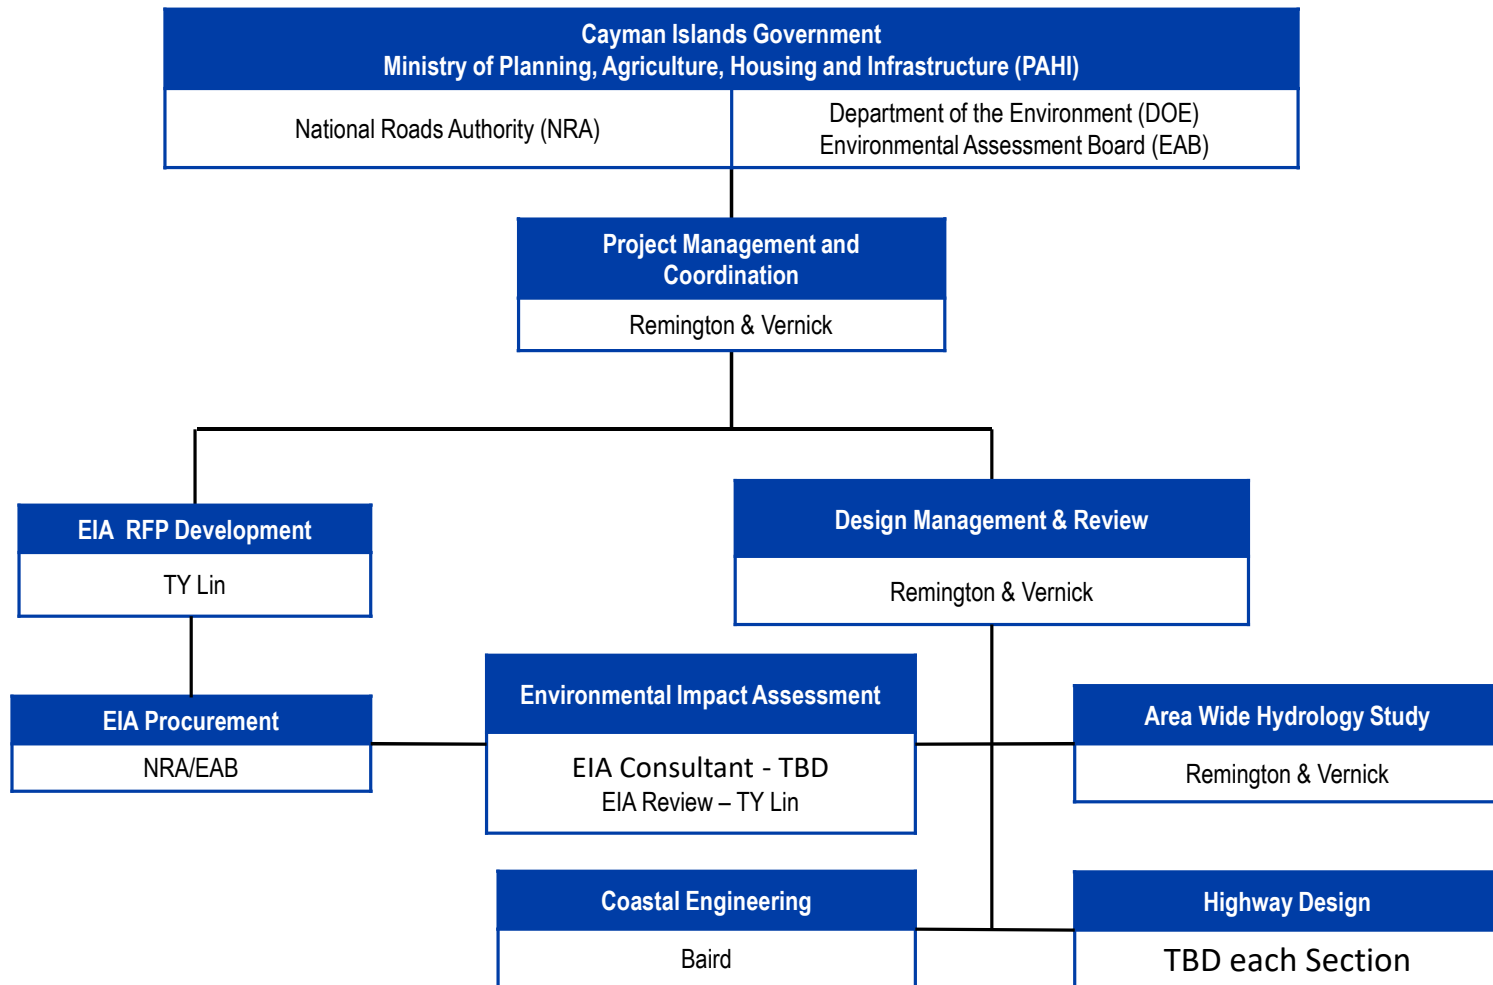 Cayman Islands Government
Ministry of Planning, Agriculture, Housing and Infrastructure (PAHI)
National Roads Authority (NRA)
Department of the Environment (DOE)
Environmental Assessment Board (EAB)
Project Management and
Coordination
Remington & Vernick
EIA RFP Development
TY Lin
Design Management & Review
Remington & Vernick
EIA Procurement
NRA/EAB
Environmental Impact Assessment
EIA Consultant - TBD
EIA Review – TY Lin
Area Wide Hydrology Study
Remington & Vernick
Coastal Engineering
Baird
Highway Design
TBD each Section